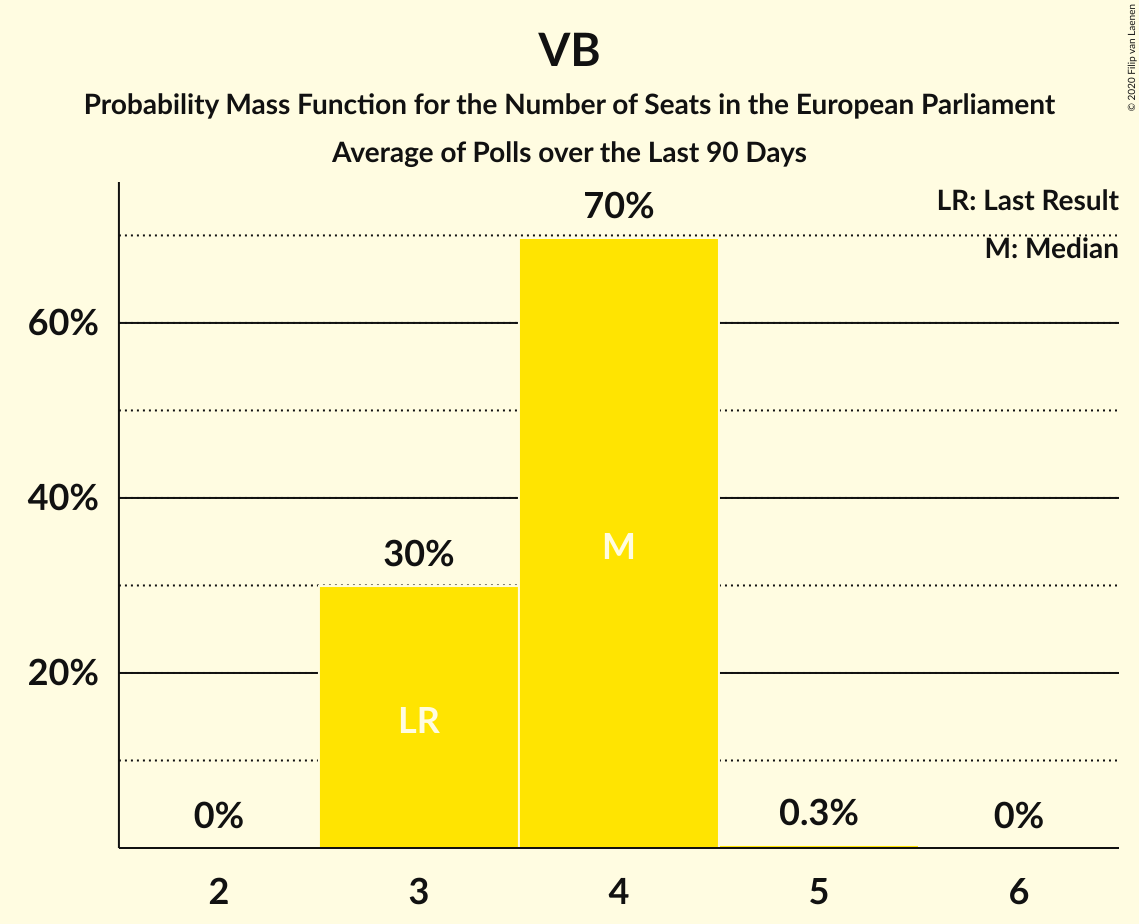 VB
Probability Mass Function for the Number of Seats in the European Parliament
Average of Polls over the Last 90 Days
© 2020 Filip van Laenen
LR: Last Result
M: Median
70%
60%
40%
30%
20%
M
LR
0%
0.3%
0%
2 3 4 5 6